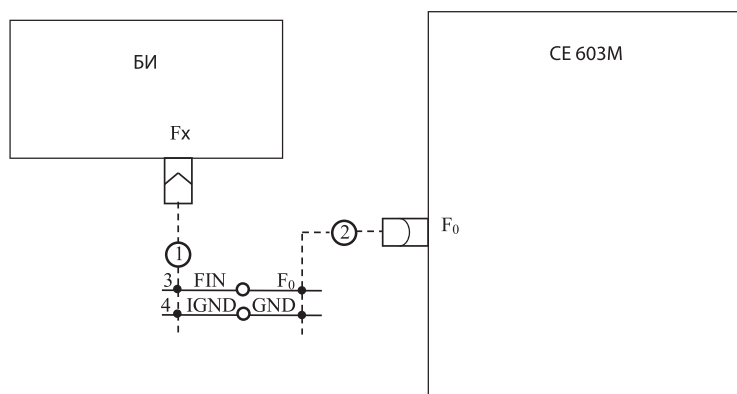 БИ
CE 603M
Fx
F₀
2
1
3 FIN F₀
4 IGND GND